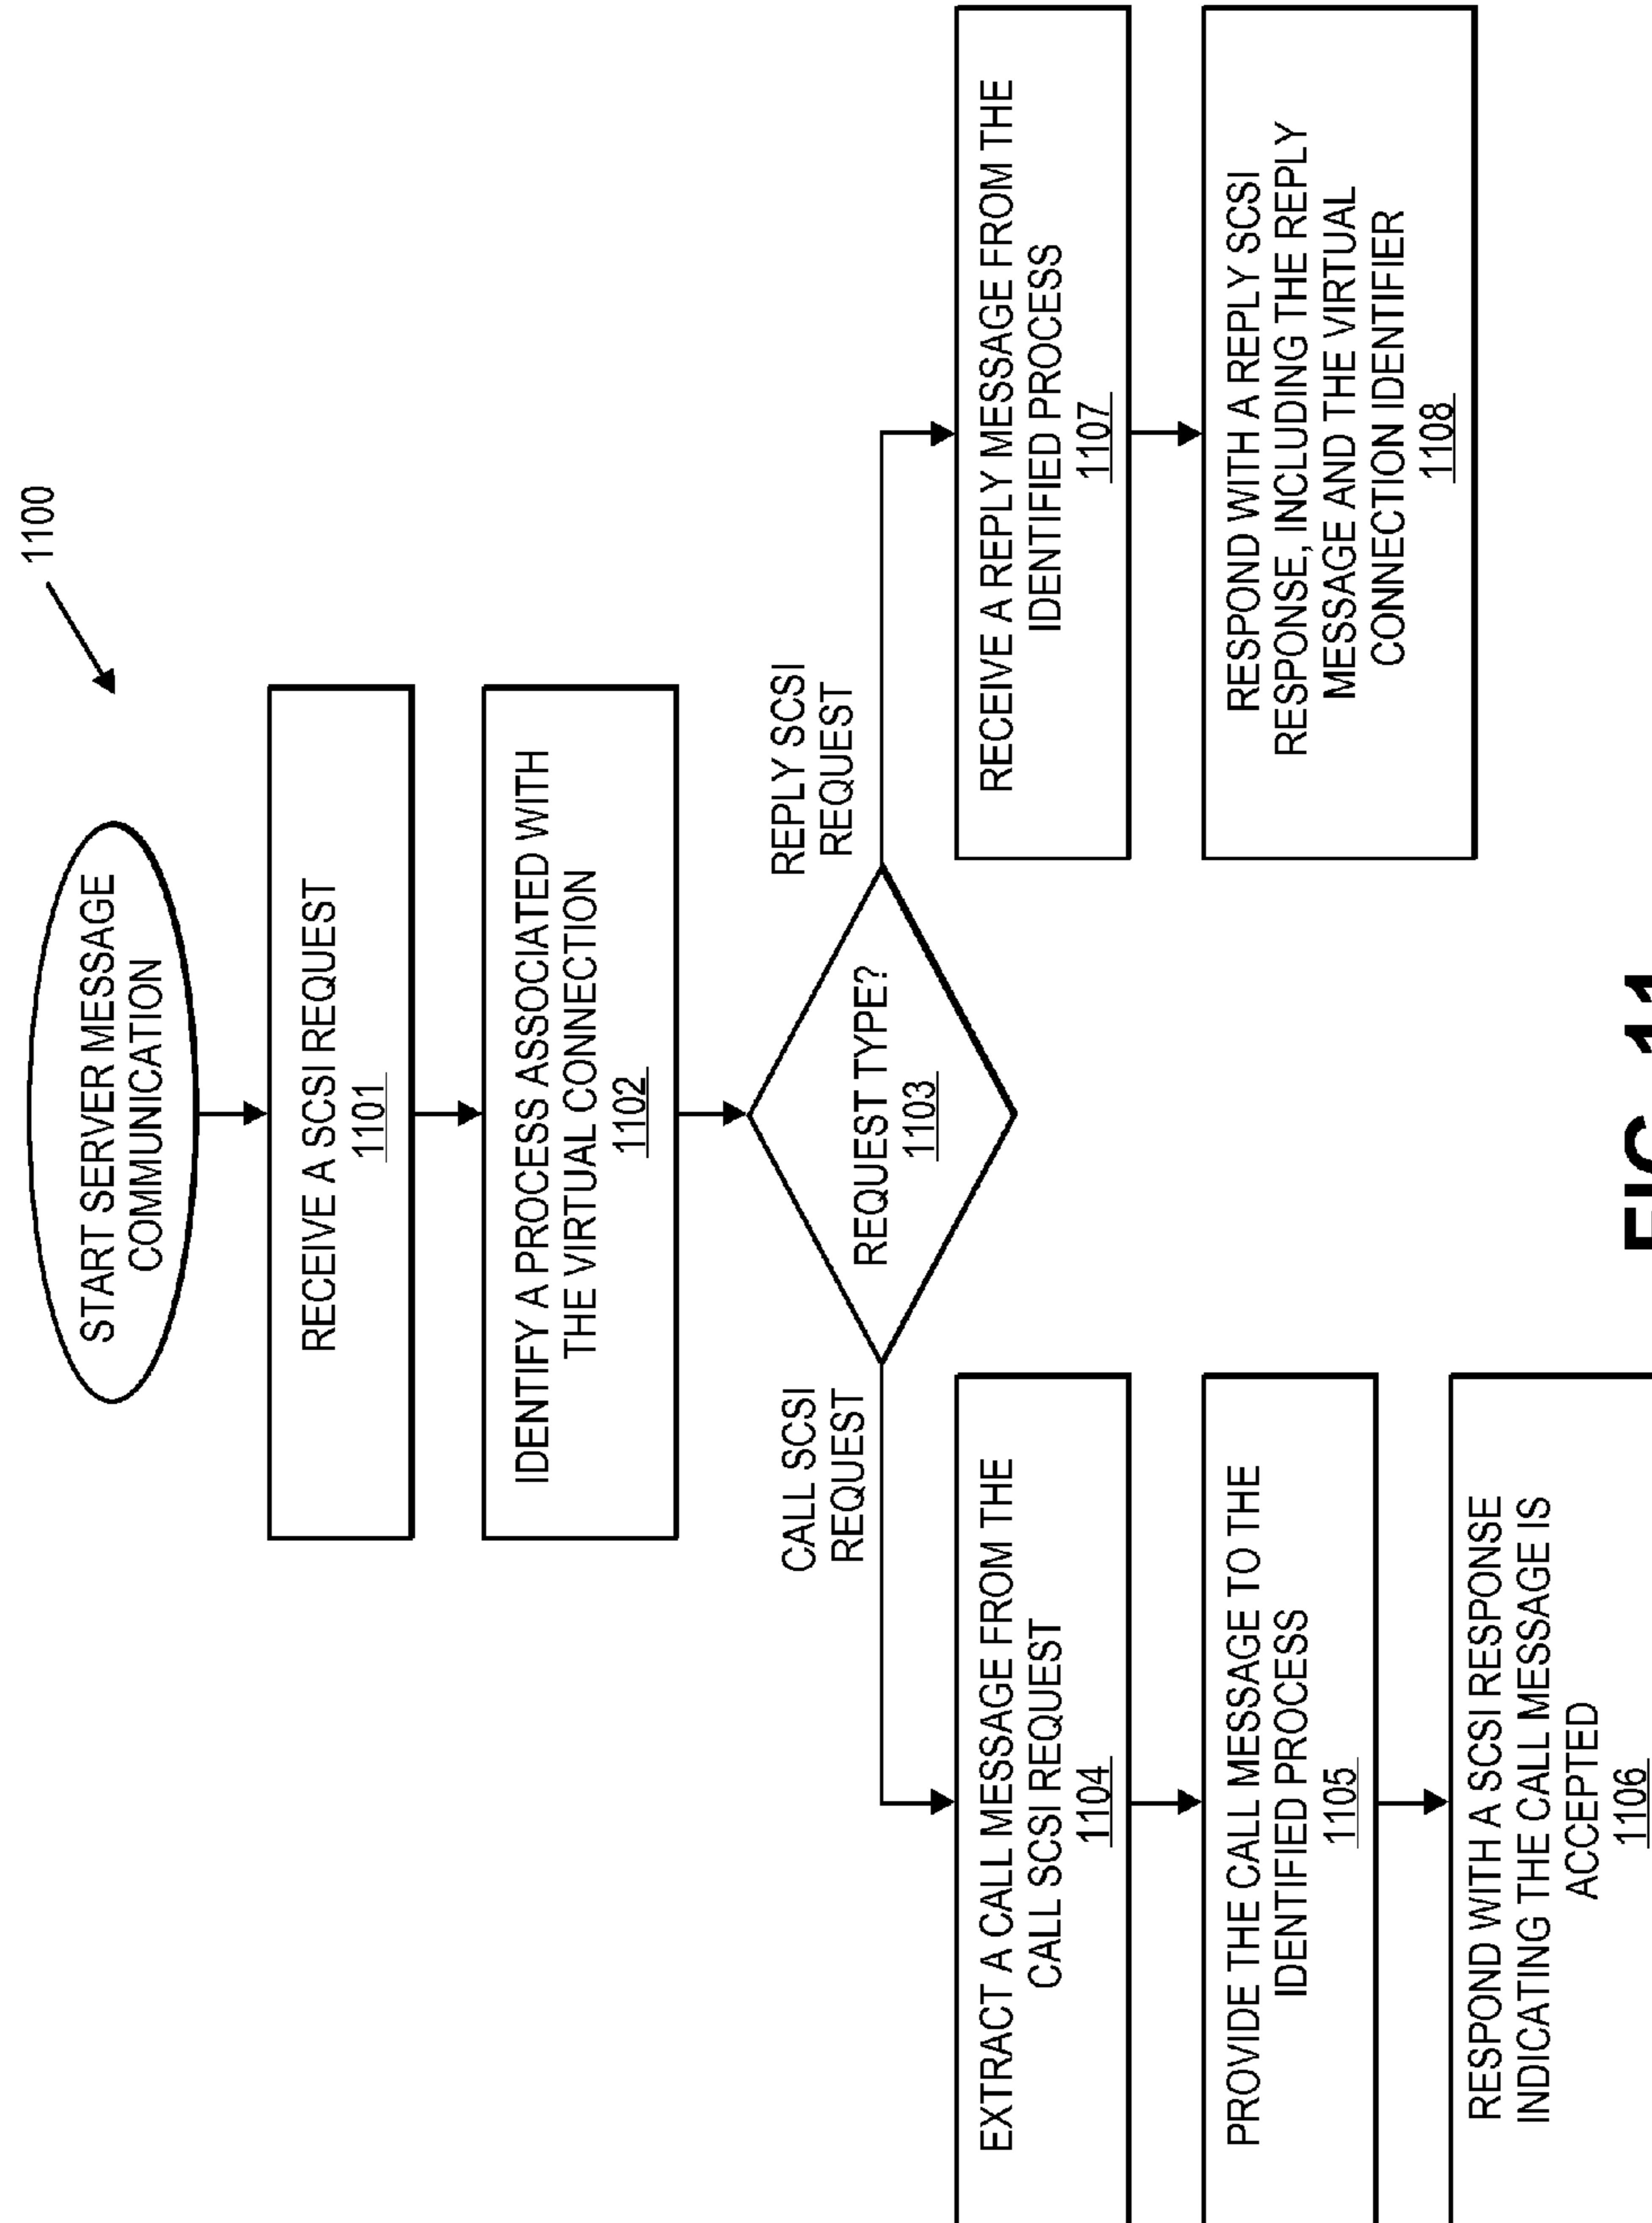 1100
START SERVER MESSAGE
COMMUNICATION
RECEIVE A SCSI REQUEST
1101
IDENTIFY A PROCESS ASSOCIATED WITH
THE VIRTUAL CONNECTION
1102
REQUEST TYPE?
1103
CALL SCSI
REQUEST
EXTRACT A CALL MESSAGE FROM THE
CALL SCSI REQUEST
1104
PROVIDE THE CALL MESSAGE TO THE
IDENTIFIED PROCESS
1105
RESPOND WITH A SCSI RESPONSE
INDICATING THE CALL MESSAGE IS
ACCEPTED
1106
REPLY SCSI
REQUEST
RECEIVE A REPLY MESSAGE FROM THE
IDENTIFIED PROCESS
1107
RESPOND WITH A REPLY SCSI
RESPONSE, INCLUDING THE REPLY
MESSAGE AND THE VIRTUAL
CONNECTION IDENTIFIER
1108
FIG. 11